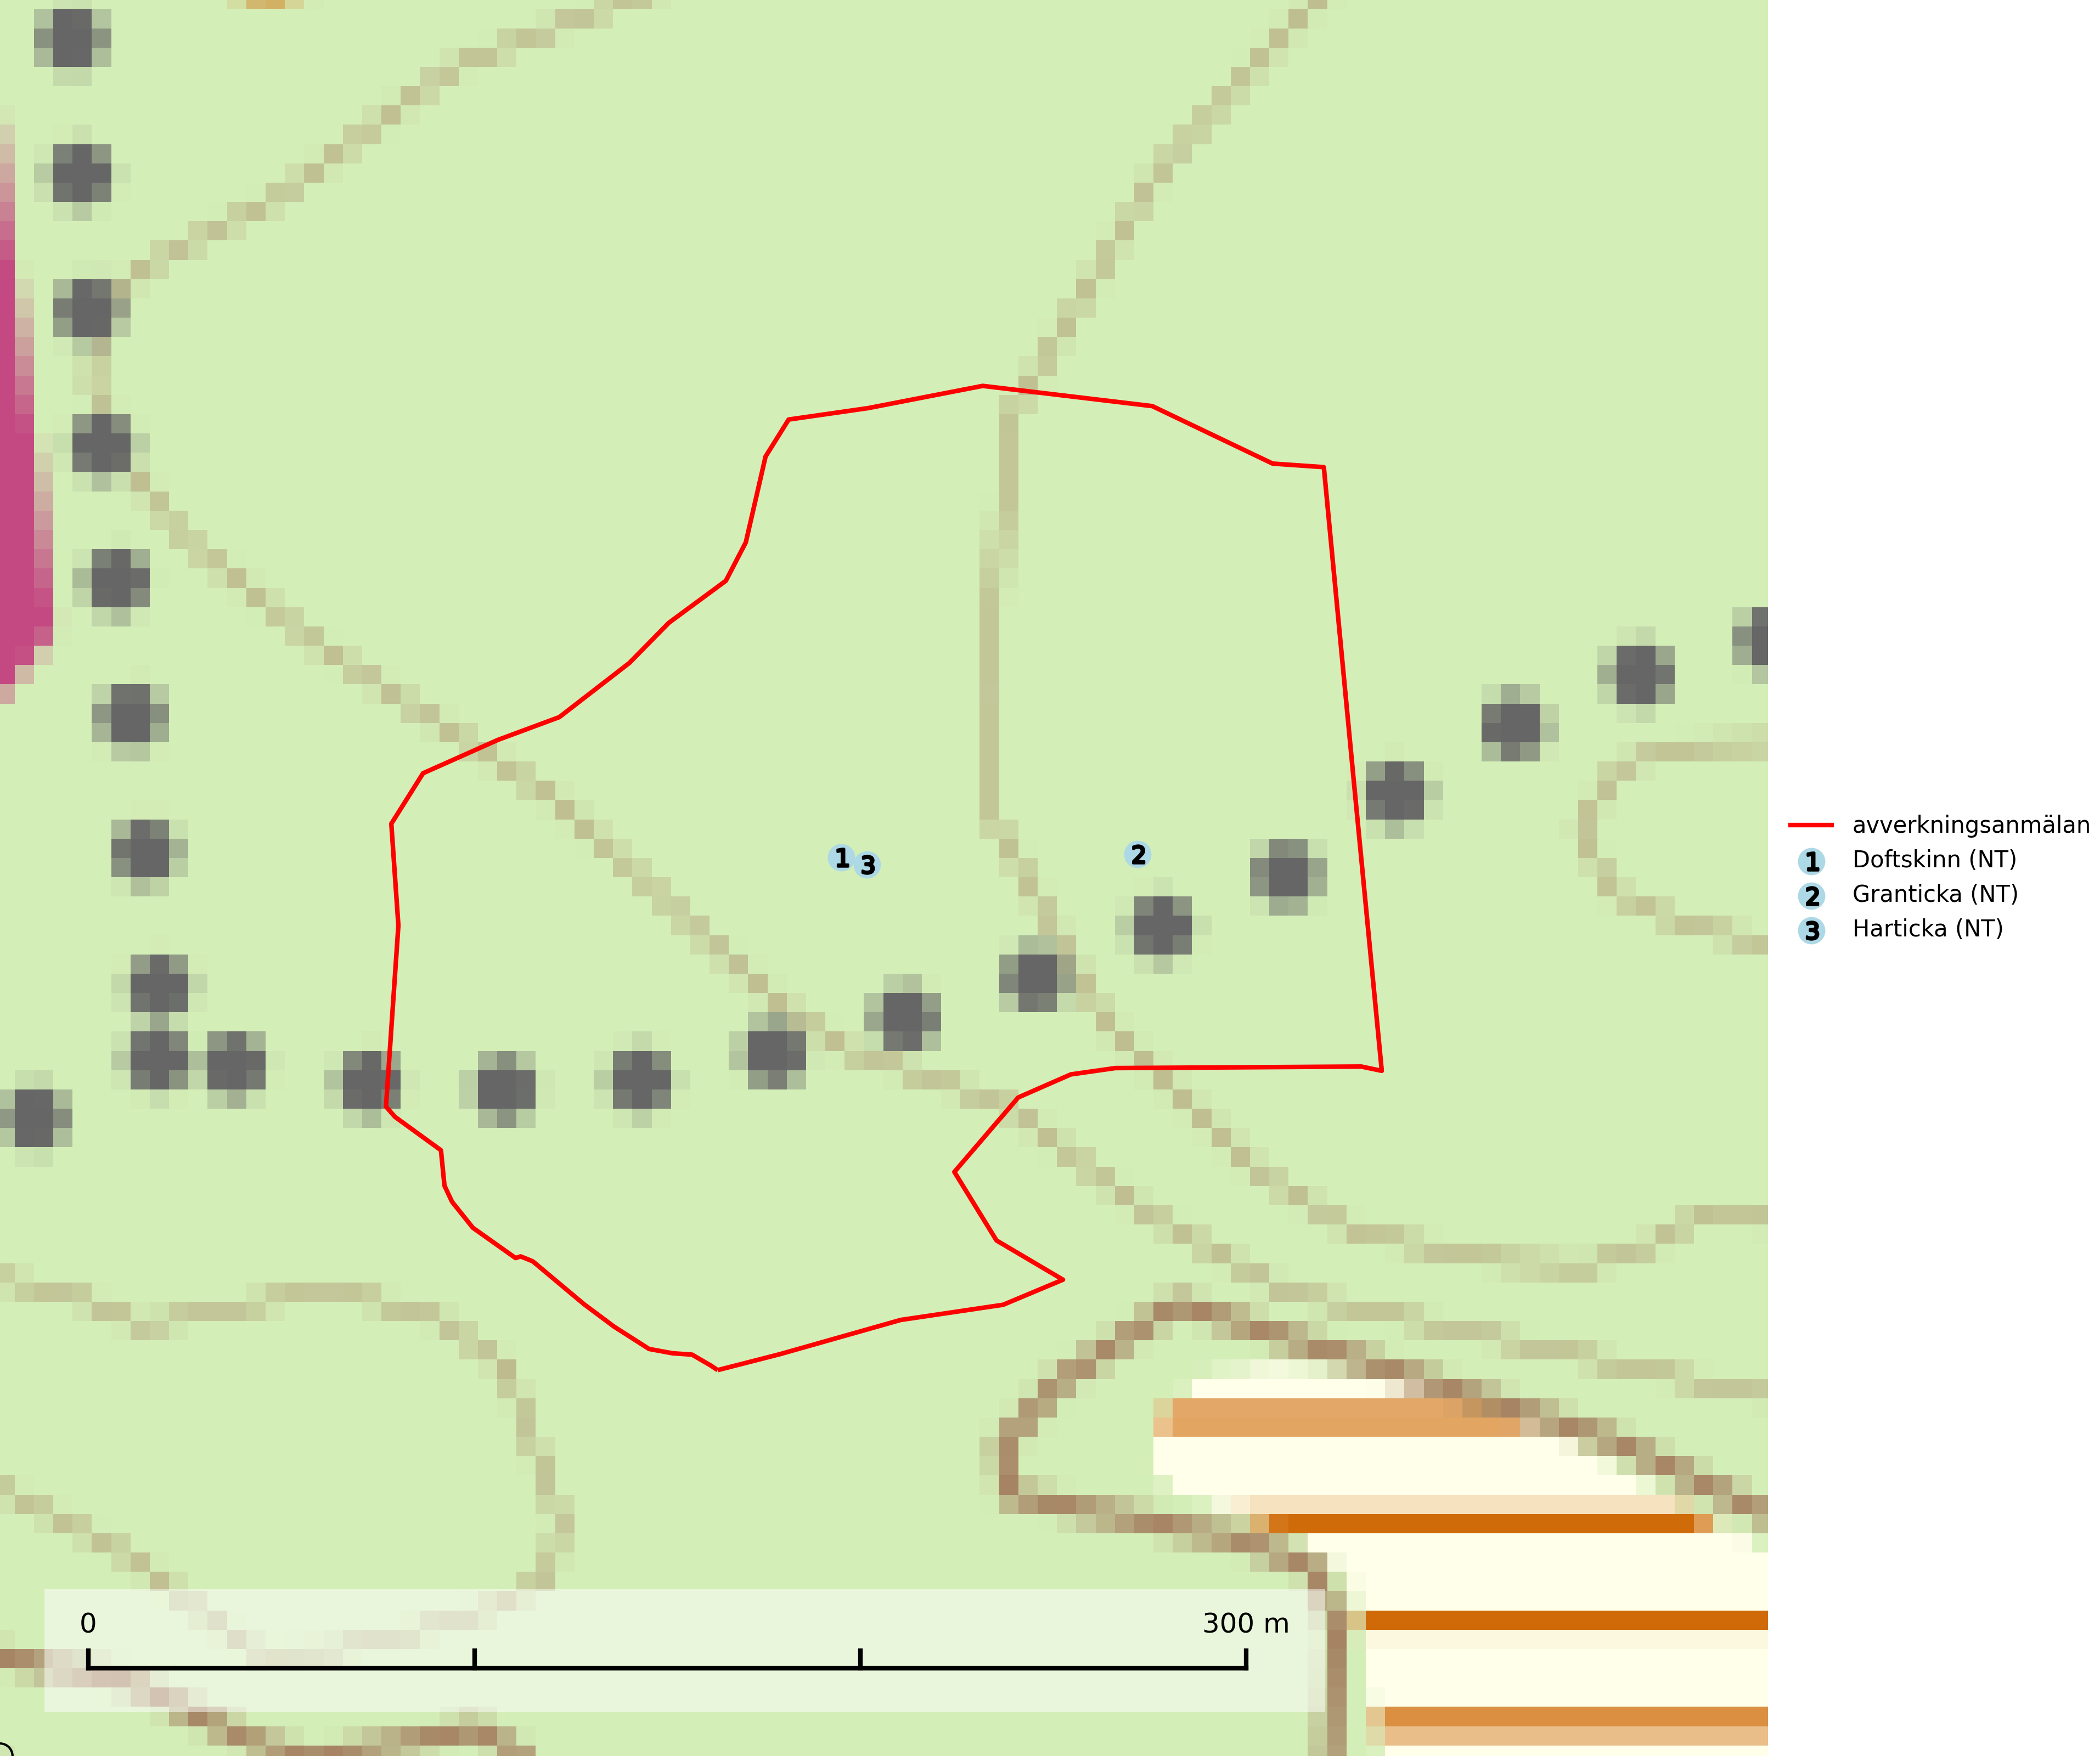 1 3
2
avverkningsanmälan
1 Doftskinn (NT)
2 Granticka (NT)
3 Harticka (NT)
0 300 m